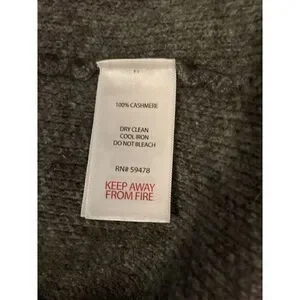 100% CASHMERE
DRY CLEAN
COOL IRON
DO NOT BLEACH
RN# 59478
KEEP AWAY
FROM FIRE